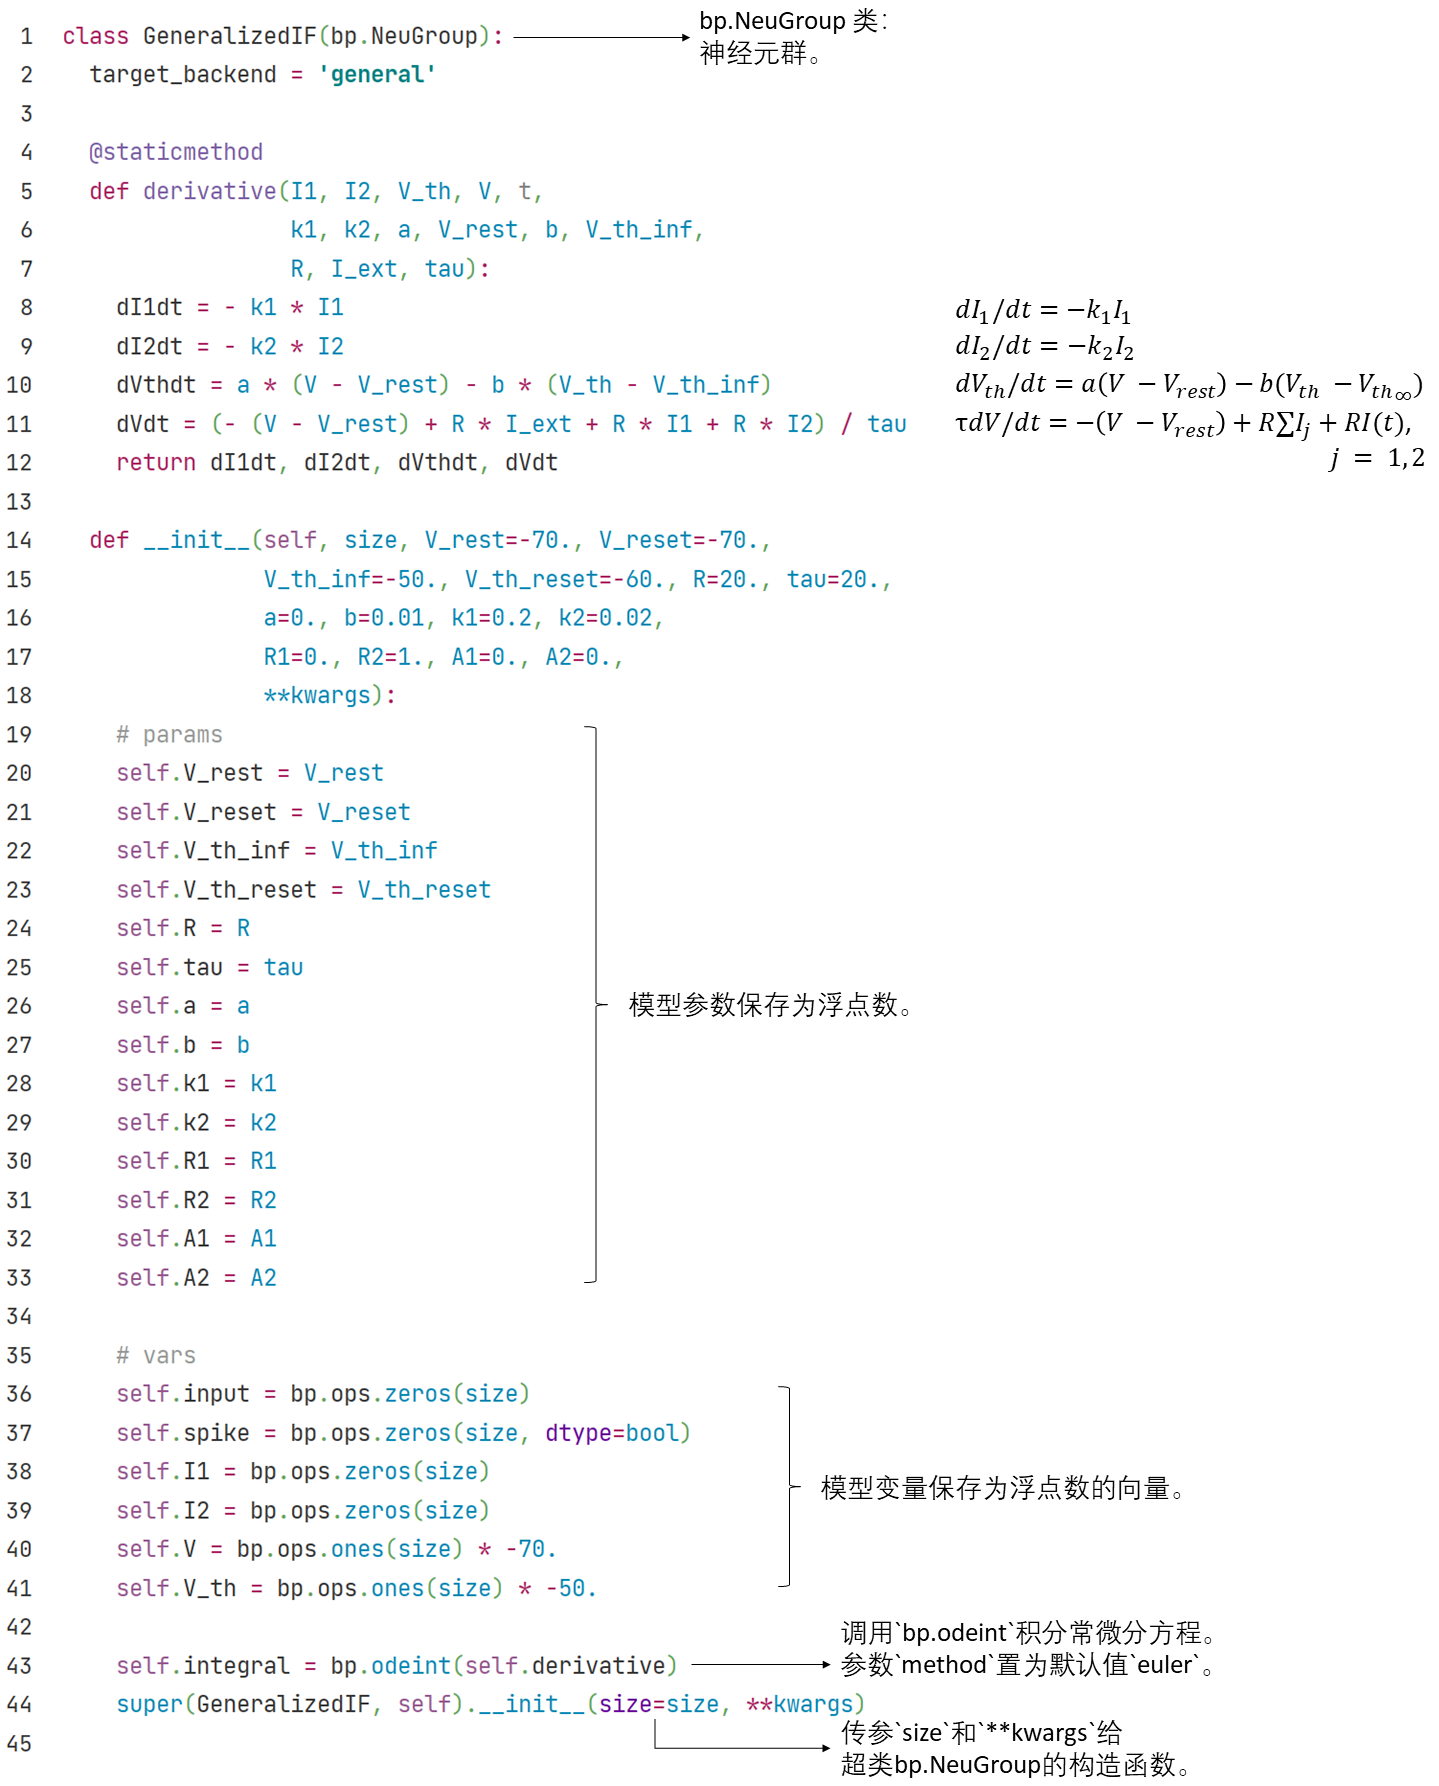 1 class GeneralizedIF(bp.NeuGroup):
bp.NeuGroup 类：
神经元群。
2   target_backend = 'general'
3
4   @staticmethod
5   def derivative(I1, I2, V_th, V, t,
6                  k1, k2, a, V_rest, b, V_th_inf,
7                  R, I_ext, tau):
8     dI1dt = - k1 * I1
dI₁/dt = −k₁I₁
9     dI2dt = - k2 * I2
dI₂/dt = −k₂I₂
10     dVthdt = a * (V - V_rest) - b * (V_th - V_th_inf)
dV_{th}/dt = a(V − V_{rest}) − b(V_{th} − V_{th∞})
11     dVdt = (- (V - V_rest) + R * I_ext + R * I1 + R * I2) / tau
τdV/dt = −(V − V_{rest}) + R∑I_j + RI(t),
12     return dI1dt, dI2dt, dVthdt, dVdt
j = 1,2
13
14   def __init__(self, size, V_rest=-70., V_reset=-70.,
15                V_th_inf=-50., V_th_reset=-60., R=20., tau=20.,
16                a=0., b=0.01, k1=0.2, k2=0.02,
17                R1=0., R2=1., A1=0., A2=0.,
18                **kwargs):
19     # params
20     self.V_rest = V_rest
21     self.V_reset = V_reset
22     self.V_th_inf = V_th_inf
23     self.V_th_reset = V_th_reset
24     self.R = R
25     self.tau = tau
26     self.a = a
模型参数保存为浮点数。
27     self.b = b
28     self.k1 = k1
29     self.k2 = k2
30     self.R1 = R1
31     self.R2 = R2
32     self.A1 = A1
33     self.A2 = A2
34
35     # vars
36     self.input = bp.ops.zeros(size)
37     self.spike = bp.ops.zeros(size, dtype=bool)
38     self.I1 = bp.ops.zeros(size)
模型变量保存为浮点数的向量。
39     self.I2 = bp.ops.zeros(size)
40     self.V = bp.ops.ones(size) * -70.
41     self.V_th = bp.ops.ones(size) * -50.
42
43     self.integral = bp.odeint(self.derivative)
调用`bp.odeint`积分常微分方程。
参数`method`置为默认值`euler`。
44     super(GeneralizedIF, self).__init__(size=size, **kwargs)
45
传参`size`和`**kwargs`给
超类bp.NeuGroup的构造函数。